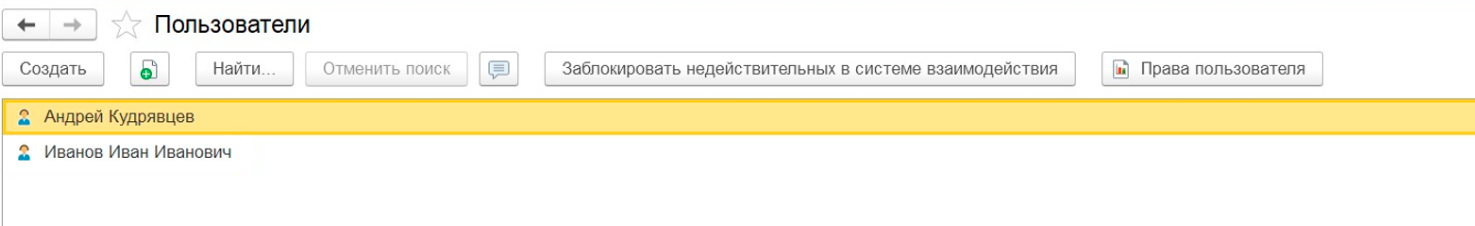 Пользователи
Создать Найти... Отменить поиск Заблокировать недействительных в системе взаимодействия Права пользователя
Андрей Кудрявцев
Иванов Иван Иванович